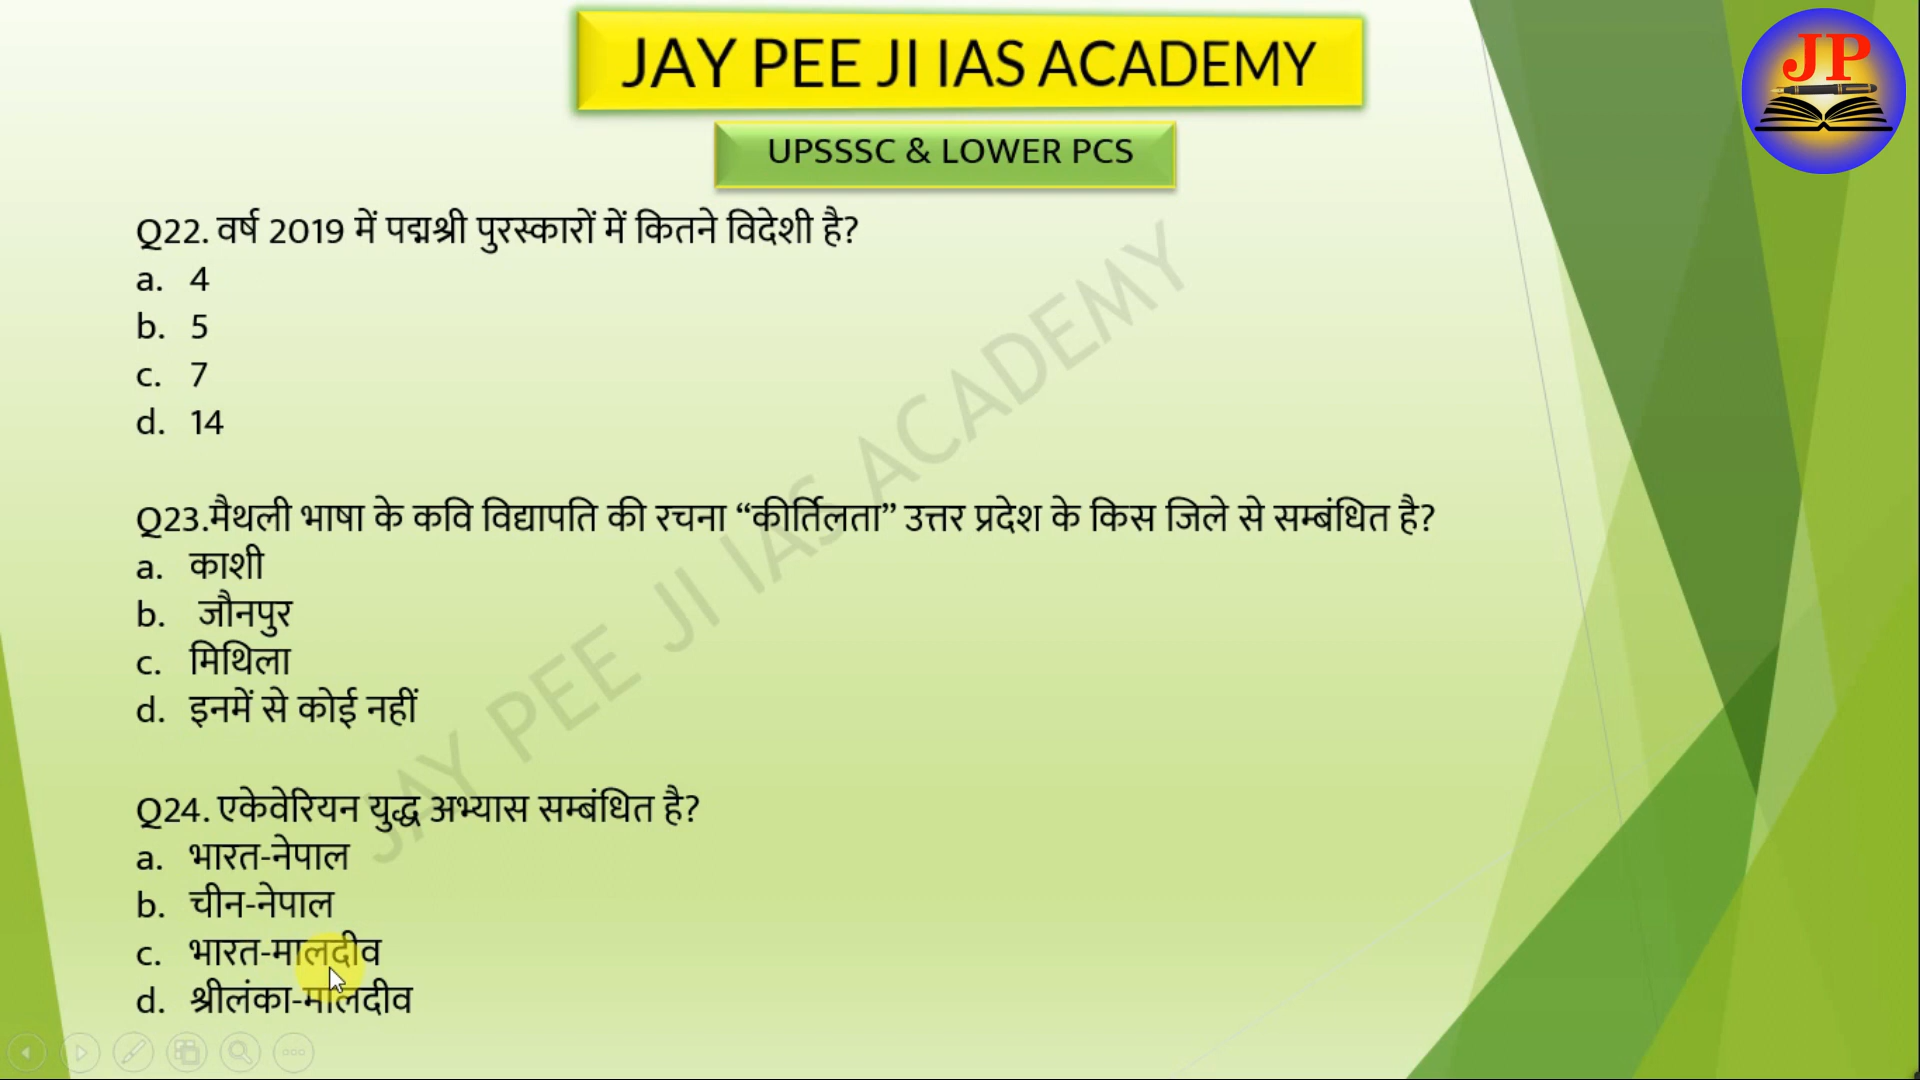 JAY PEE JI IAS ACADEMY
JP
UPSSSC & LOWER PCS
Q22. वर्ष 2019 में पद्मश्री पुरस्कारों में कितने विदेशी है?
a. 4
b. 5
c. 7
d. 14
Q23.मैथली भाषा के कवि विद्यापति की रचना “कीर्तिलता” उत्तर प्रदेश के किस जिले से सम्बंधित है?
a. काशी
b. जौनपुर
c. मिथिला
d. इनमें से कोई नहीं
Q24. एकेवेरियन युद्ध अभ्यास सम्बंधित है?
a. भारत-नेपाल
b. चीन-नेपाल
c. भारत-मालदीव
d. श्रीलंका-मालदीव
JAY PEE JI IAS ACADEMY